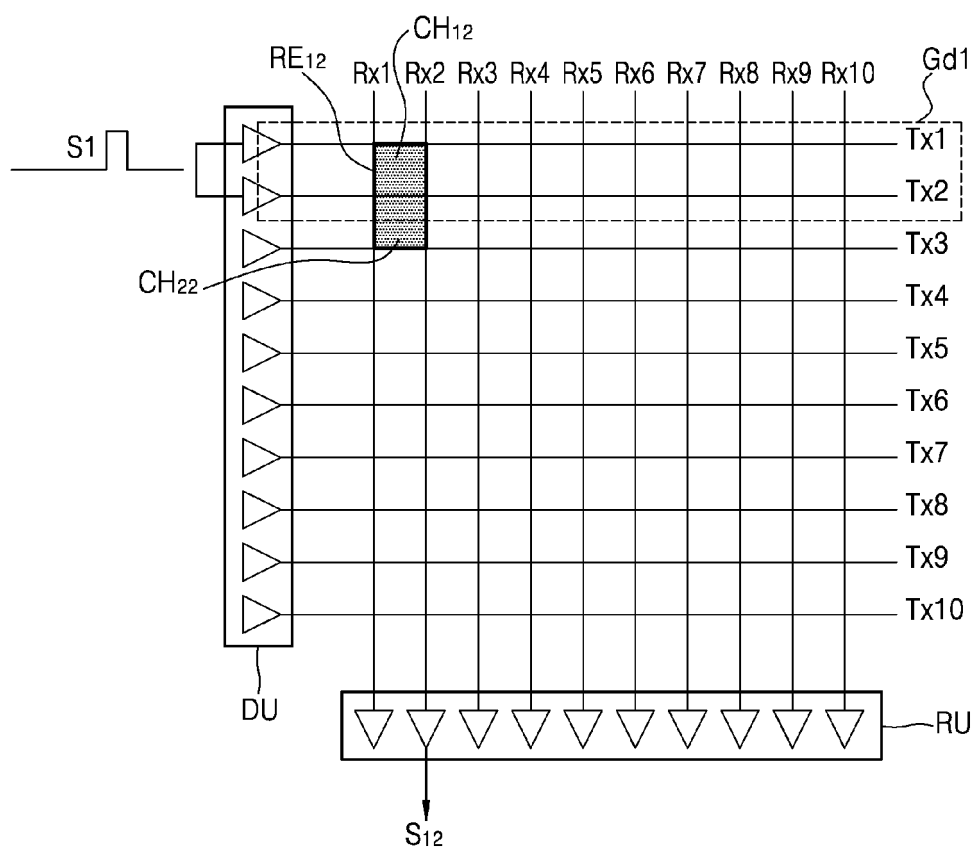 CH12
RE12
Rx1 Rx2 Rx3 Rx4 Rx5 Rx6 Rx7 Rx8 Rx9 Rx10
Gd1
S1
Tx1
Tx2
Tx3
CH22
Tx4
Tx5
Tx6
Tx7
Tx8
Tx9
Tx10
DU
RU
S12